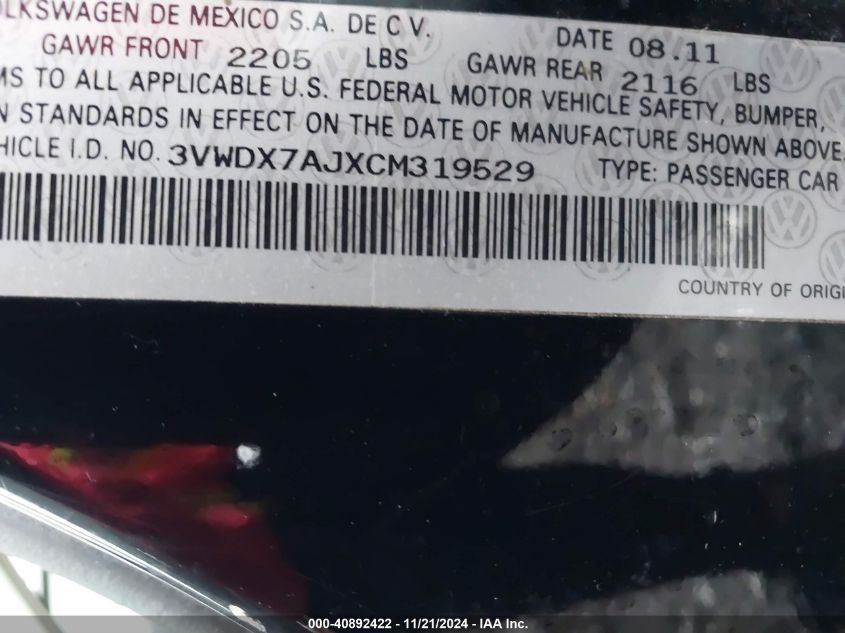 OLKSWAGEN DE MEXICO S.A. DE C V.
DATE 08.11
GAWR FRONT 2205 LBS GAWR REAR 2116 LBS
MS TO ALL APPLICABLE U.S. FEDERAL MOTOR VEHICLE SAFETY, BUMPER,
N STANDARDS IN EFFECT ON THE DATE OF MANUFACTURE SHOWN ABOVE.
HICLE I.D. NO. 3VWDX7AJXCM319529 TYPE: PASSENGER CAR
COUNTRY OF ORIGI
000-40892422 - 11/21/2024 - IAA Inc.